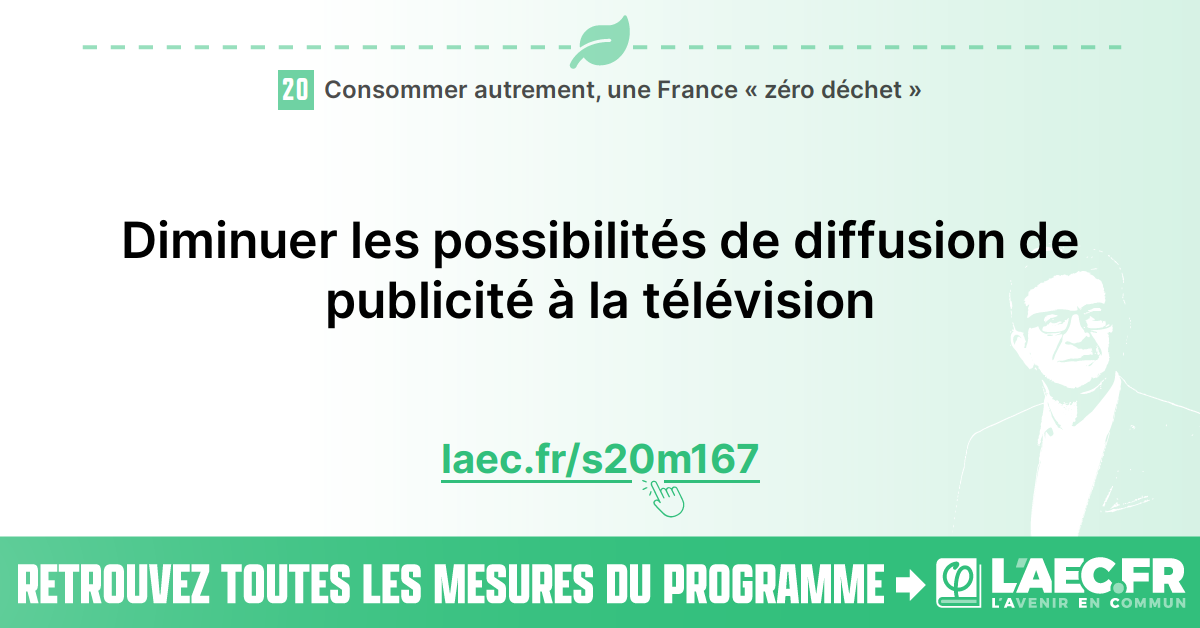 20 Consommer autrement, une France « zéro déchet »
Diminuer les possibilités de diffusion de
publicité à la télévision
laec.fr/s20m167
RETROUVEZ TOUTES LES MESURES DU PROGRAMME
L'AEC.FR
L'AVENIR EN COMMUN